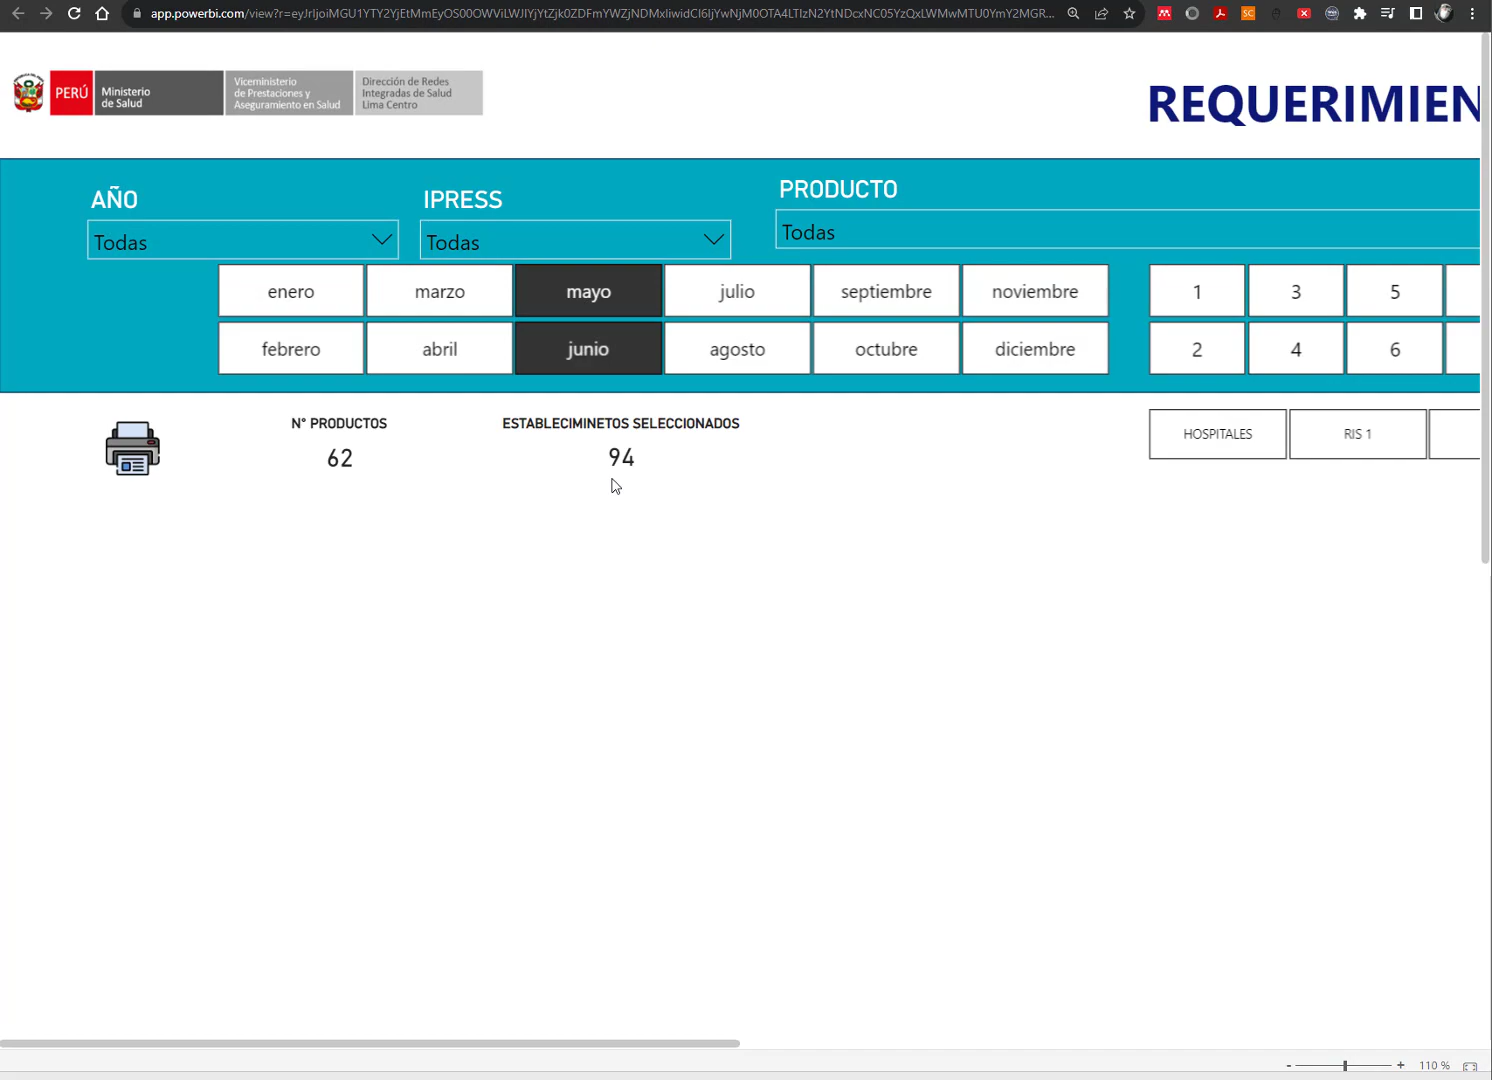 app.powerbi.com/view?r=eyJrIjoiMGU1YTY2YjEtMmEyOS00OWViLWJlYjYtZjk0ZDFmYWZjNDMxIiwidCI6IjYwNjM0OTA4LTIzN2YtNDcxNC05YzQxLWMwMTU0YmY2MGR...
PERÚ
Ministerio
de Salud
Viceministerio
de Prestaciones y
Aseguramiento en Salud
Dirección de Redes
Integradas de Salud
Lima Centro
REQUERIMIEN
AÑO
IPRESS
PRODUCTO
Todas
Todas
Todas
enero marzo mayo julio septiembre noviembre 1 3 5
febrero abril junio agosto octubre diciembre 2 4 6
N° PRODUCTOS
62
ESTABLECIMINETOS SELECCIONADOS
94
HOSPITALES
RIS 1
- + 110 %